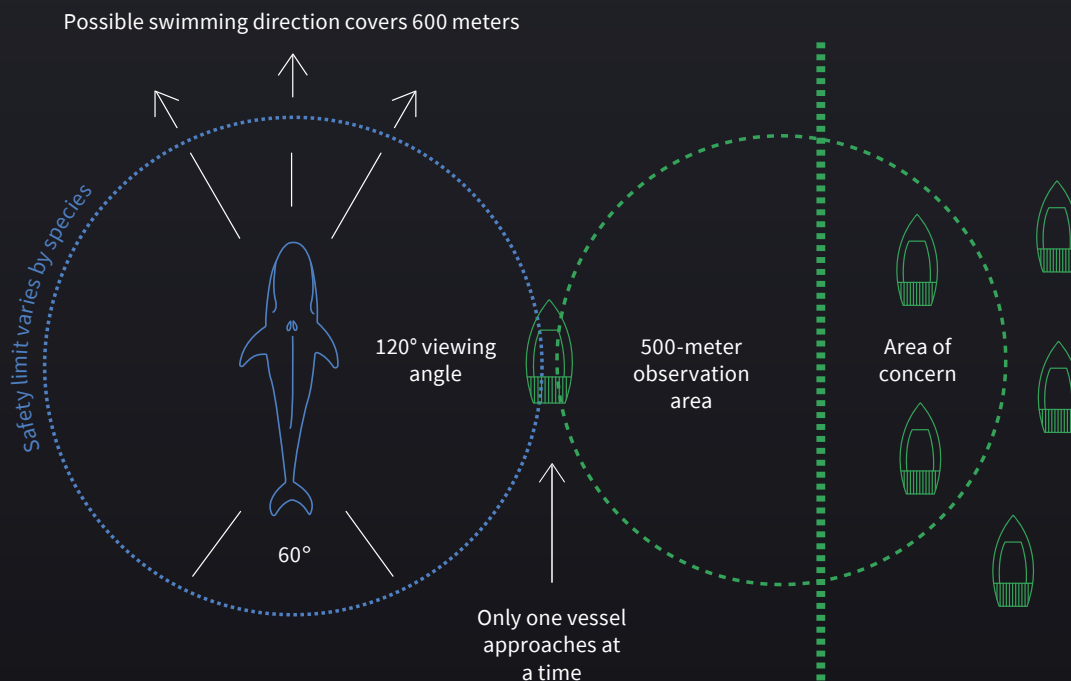 Possible swimming direction covers 600 meters
Safety limit varies by species
120° viewing
angle
500-meter
observation
area
Area of
concern
60°
Only one vessel
approaches at
a time